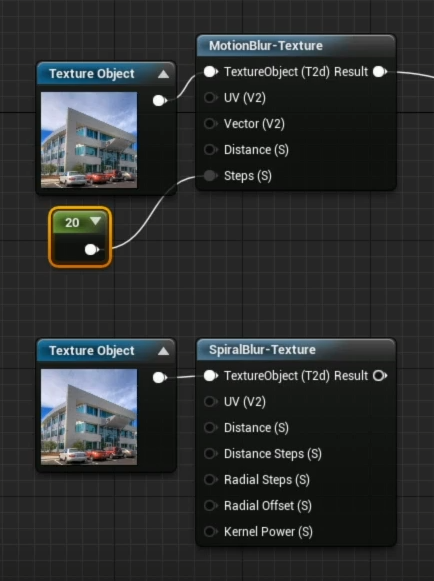 MotionBlur-Texture
Texture Object
TextureObject (T2d) Result
UV (V2)
Vector (V2)
Distance (S)
Steps (S)
20
Texture Object
SpiralBlur-Texture
TextureObject (T2d) Result
UV (V2)
Distance (S)
Distance Steps (S)
Radial Steps (S)
Radial Offset (S)
Kernel Power (S)